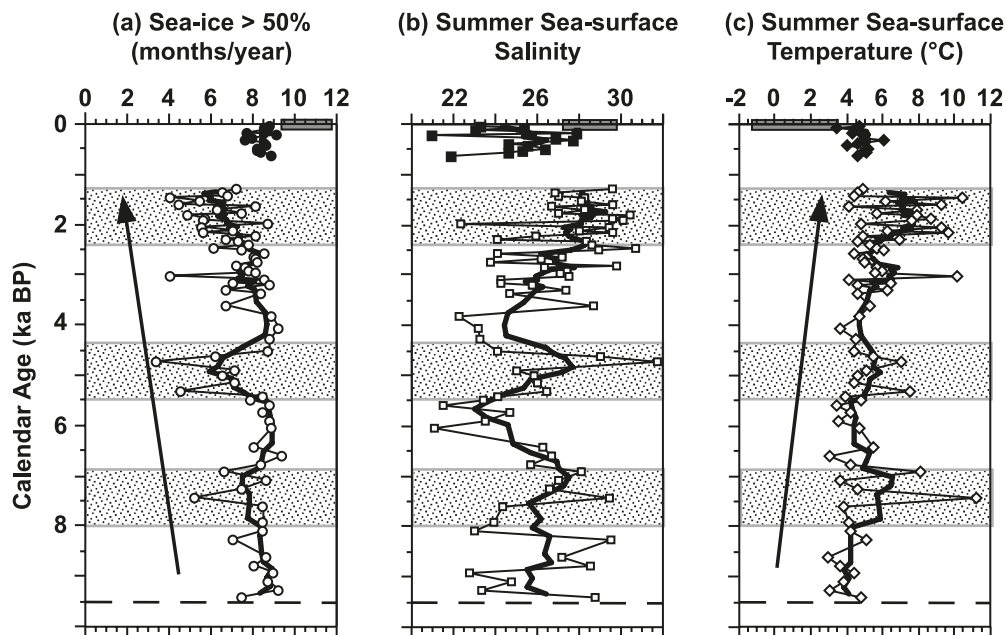 (a) Sea-ice > 50%
(months/year)
0 2 4 6 8 10 12
(b) Summer Sea-surface
Salinity
22 26 30
(c) Summer Sea-surface
Temperature (°C)
-2 0 2 4 6 8 10 12
Calendar Age (ka BP)
0
2
4
6
8